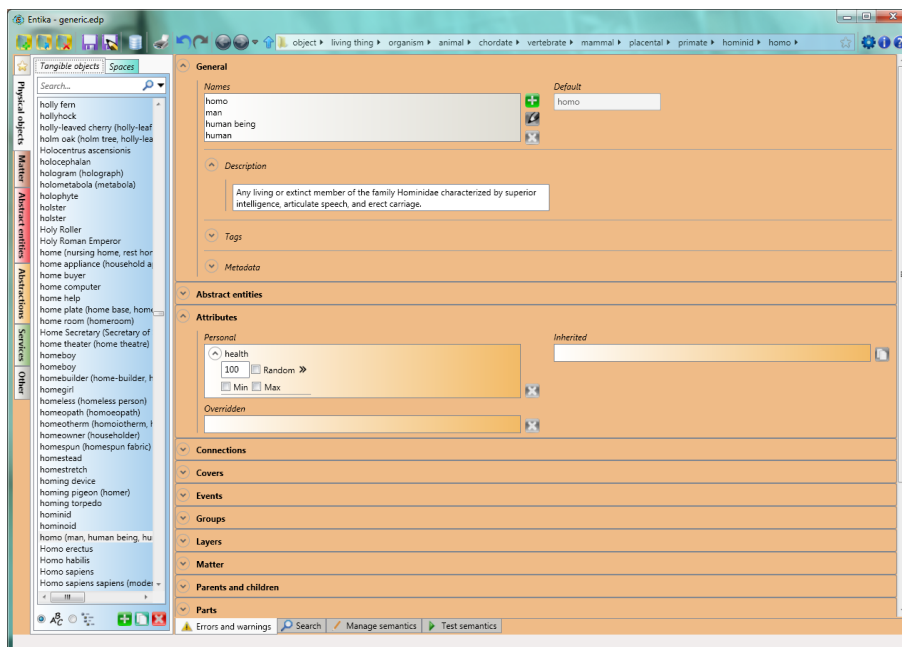 Entika - generic.edp
object living thing organism animal chordate vertebrate mammal placental primate hominid homo
Tangible objects Spaces
Search...
Physical objects
Matter
Abstract entities
Abstractions
Services
Other
holly fern
hollyhock
holly-leaved cherry (holly-leaf
holm oak (holm tree, holly-lea
Holocentrus ascensionis
holocephalan
hologram (holograph)
holometabola (metabola)
holophyte
holster
holster
Holy Roller
Holy Roman Emperor
home (nursing home, rest hor
home appliance (household a
home buyer
home computer
home help
home plate (home base, home
home room (homeroom)
Home Secretary (Secretary of
home theater (home theatre)
homeboy
homeboy
homebuilder (home-builder, h
homegirl
homeless (homeless person)
homeopath (homoeopath)
homeotherm (homoiotherm, h
homeowner (householder)
homespun (homespun fabric)
homestead
homestretch
homing device
homing pigeon (homer)
homing torpedo
hominid
hominoid
homo (man, human being, hu
Homo erectus
Homo habilis
Homo sapiens
Homo sapiens sapiens (moder
General
Names
Default
homo
man
human being
human
homo
Description
Any living or extinct member of the family Hominidae characterized by superior
intelligence, articulate speech, and erect carriage.
Tags
Metadata
Abstract entities
Attributes
Personal
Inherited
health
100 Random
Min Max
Overridden
Connections
Covers
Events
Groups
Layers
Matter
Parents and children
Parts
Errors and warnings Search Manage semantics Test semantics